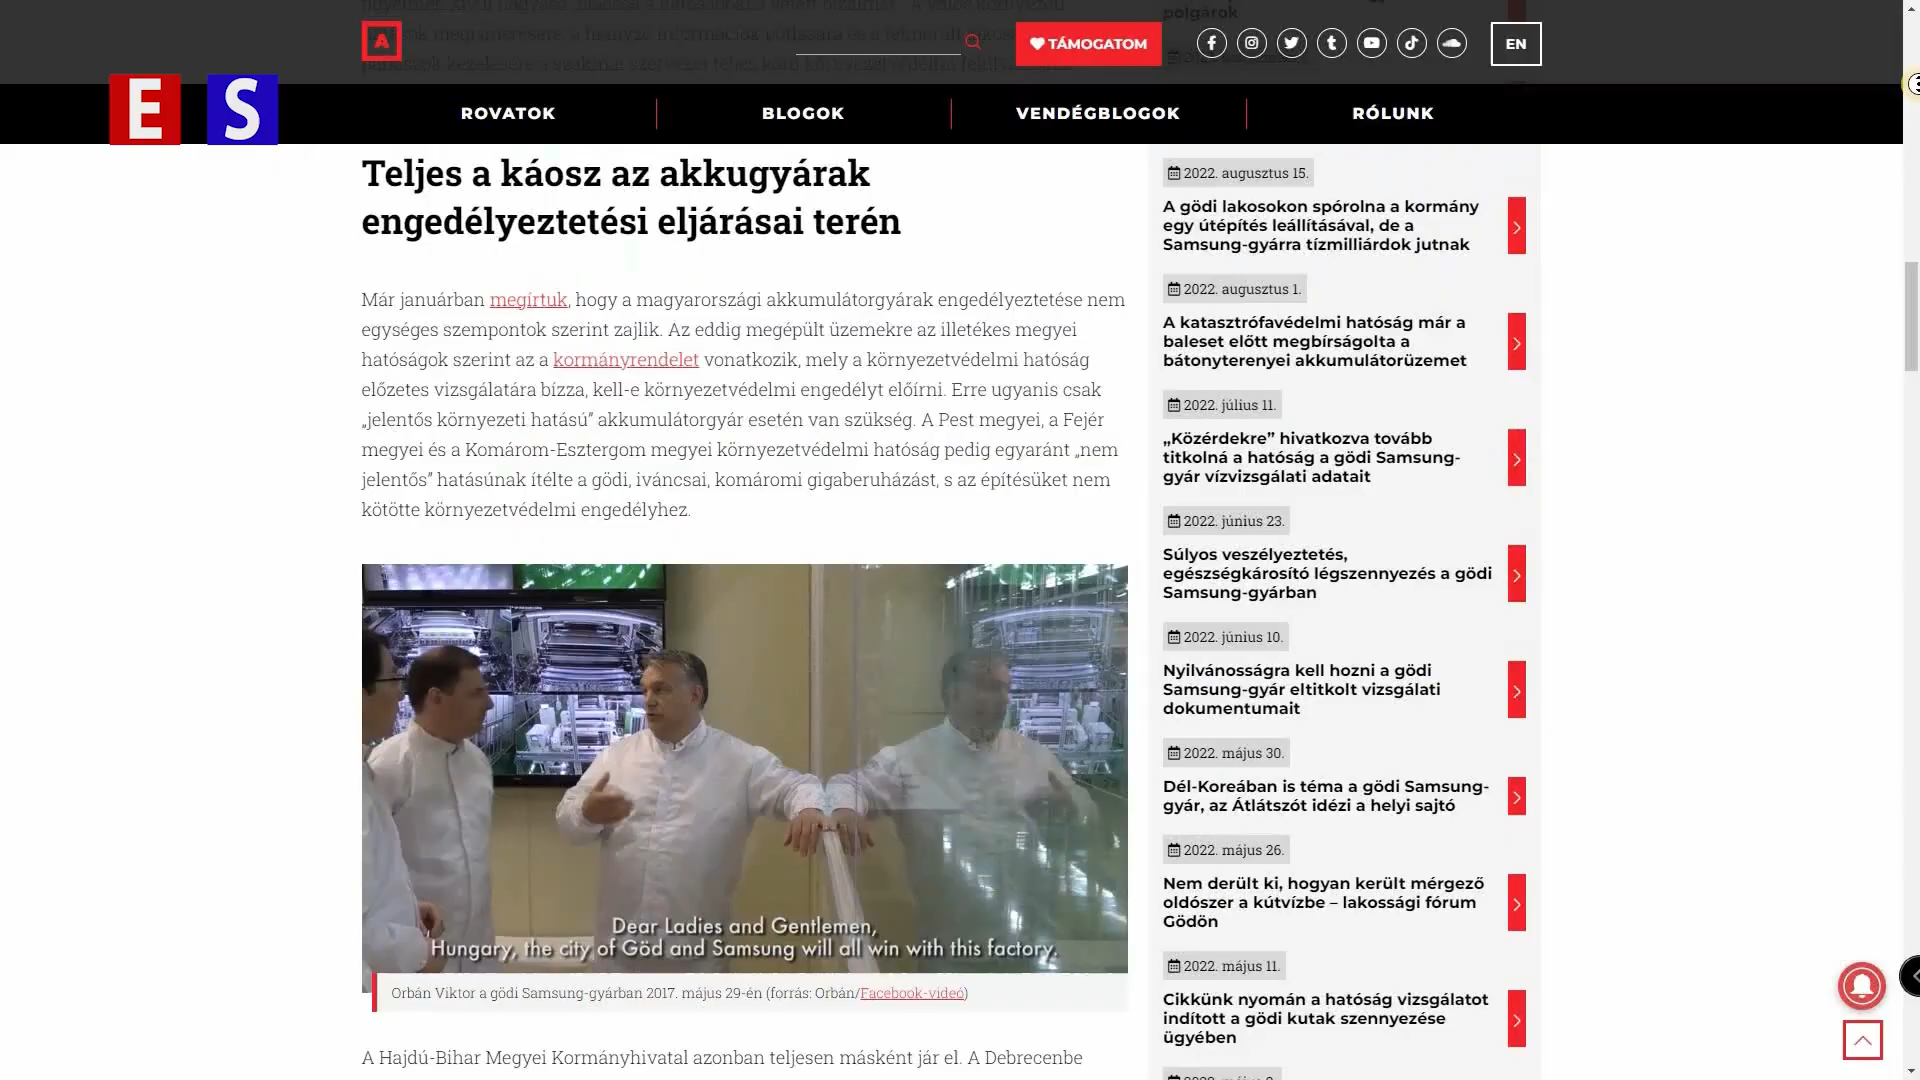 polgárok
A
TÁMOGATOM
EN
E S
ROVATOK
BLOGOK
VENDÉGBLOGOK
RÓLUNK
Teljes a káosz az akkugyárak
engedélyeztetési eljárásai terén
Már januárban megírtuk, hogy a magyarországi akkumulátorgyárak engedélyeztetése nem
egységes szempontok szerint zajlik. Az eddig megépült üzemekre az illetékes megyei
hatóságok szerint az a kormányrendelet vonatkozik, mely a környezetvédelmi hatóság
előzetes vizsgálatára bízza, kell-e környezetvédelmi engedélyt előírni. Erre ugyanis csak
„jelentős környezeti hatású” akkumulátorgyár esetén van szükség. A Pest megyei, a Fejér
megyei és a Komárom-Esztergom megyei környezetvédelmi hatóság pedig egyaránt „nem
jelentős” hatásúnak ítélte a gödi, iváncsai, komáromi gigaberuházást, s az építésüket nem
kötötte környezetvédelmi engedélyhez.
Dear Ladies and Gentlemen,
Hungary, the city of Göd and Samsung will all win with this factory.
Orbán Viktor a gödi Samsung-gyárban 2017. május 29-én (forrás: Orbán/Facebook-videó)
A Hajdú-Bihar Megyei Kormányhivatal azonban teljesen másként jár el. A Debrecenbe
2022. augusztus 15.
A gödi lakosokon spórolna a kormány
egy útépítés leállításával, de a
Samsung-gyárra tízmilliárdok jutnak
2022. augusztus 1.
A katasztrófavédelmi hatóság már a
baleset előtt megbírságolta a
bátonyterenyei akkumulátorüzemet
2022. július 11.
„Közérdekre” hivatkozva tovább
titkolná a hatóság a gödi Samsung-
gyár vízvizsgálati adatait
2022. június 23.
Súlyos veszélyeztetés,
egészségkárosító légszennyezés a gödi
Samsung-gyárban
2022. június 10.
Nyilvánosságra kell hozni a gödi
Samsung-gyár eltitkolt vizsgálati
dokumentumait
2022. május 30.
Dél-Koreában is téma a gödi Samsung-
gyár, az Átlátszót idézi a helyi sajtó
2022. május 26.
Nem derült ki, hogyan került mérgező
oldószer a kútvízbe – lakossági fórum
Gödön
2022. május 11.
Cikkünk nyomán a hatóság vizsgálatot
indított a gödi kutak szennyezése
ügyében